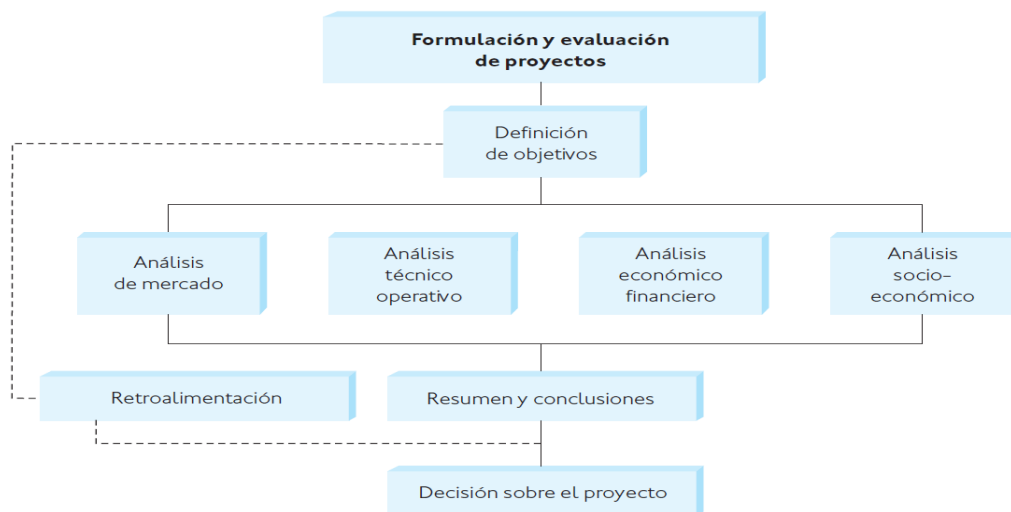 Formulación y evaluación
de proyectos
Definición
de objetivos
Análisis
de mercado
Análisis
técnico
operativo
Análisis
económico
financiero
Análisis
socio-
económico
Retroalimentación
Resumen y conclusiones
Decisión sobre el proyecto